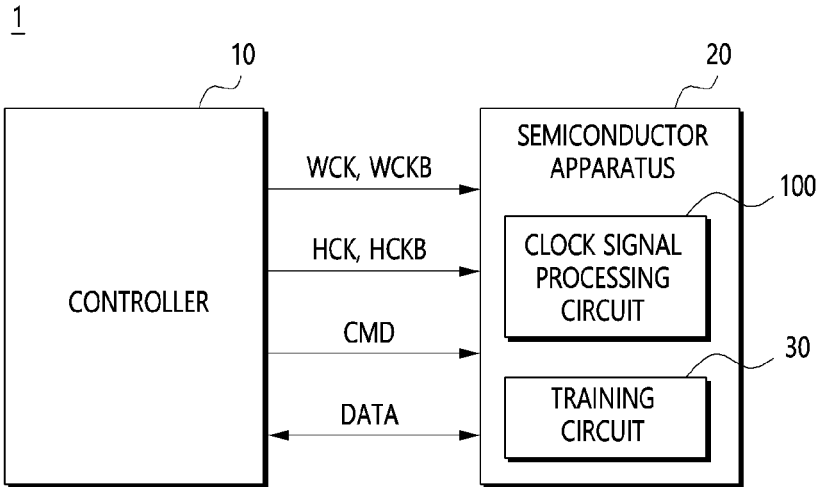 1
10
20
CONTROLLER
WCK, WCKB
HCK, HCKB
CMD
DATA
SEMICONDUCTOR
APPARATUS
100
CLOCK SIGNAL
PROCESSING
CIRCUIT
30
TRAINING
CIRCUIT